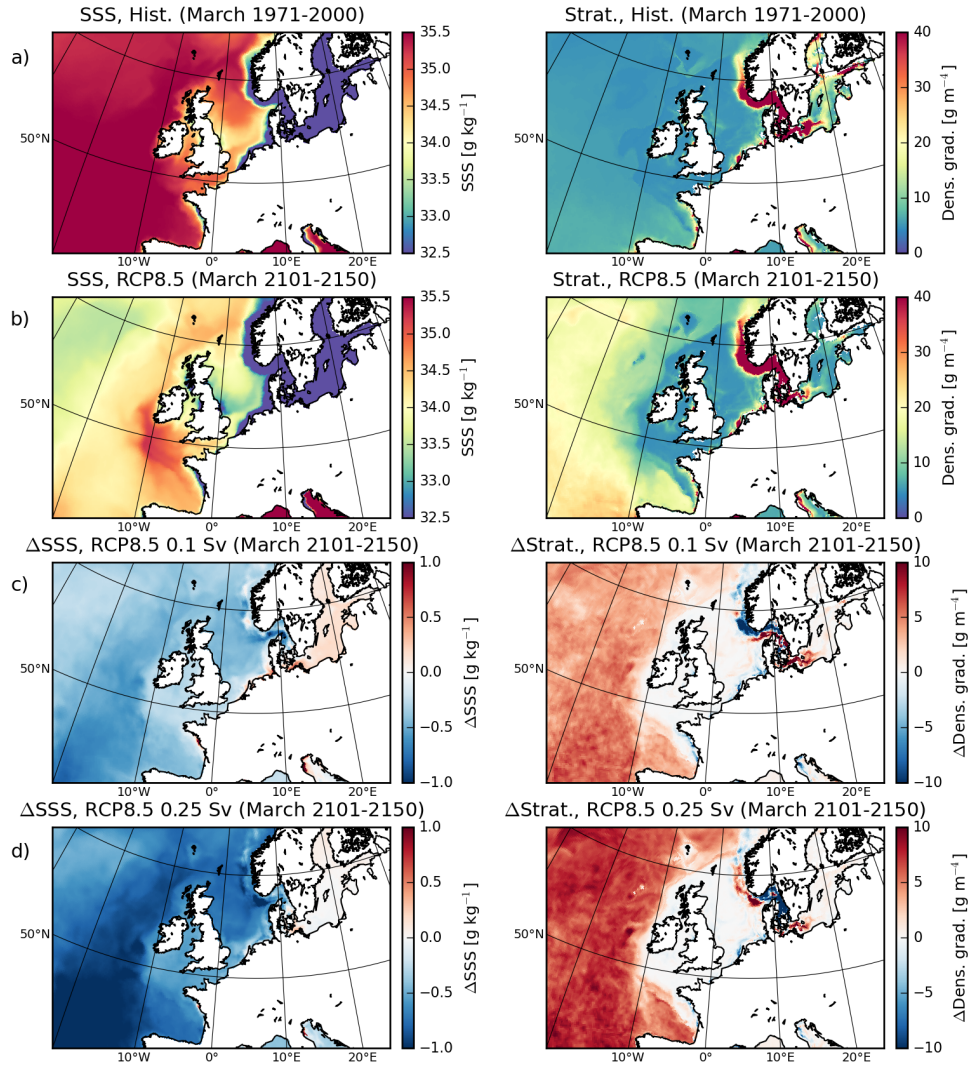 SSS, Hist. (March 1971-2000)
Strat., Hist. (March 1971-2000)
a)
35.5
35.0
34.5
34.0
33.5
33.0
32.5
SSS [g kg⁻¹]
40
30
20
10
0
Dens. grad. [g m⁻⁴]
50°N
50°N
10°W
0°
10°E
20°E
10°W
0°
10°E
20°E
SSS, RCP8.5 (March 2101-2150)
Strat., RCP8.5 (March 2101-2150)
b)
35.5
35.0
34.5
34.0
33.5
33.0
32.5
SSS [g kg⁻¹]
40
30
20
10
0
Dens. grad. [g m⁻⁴]
50°N
50°N
10°W
0°
10°E
20°E
10°W
0°
10°E
20°E
ΔSSS, RCP8.5 0.1 Sv (March 2101-2150)
ΔStrat., RCP8.5 0.1 Sv (March 2101-2150)
c)
1.0
0.5
0.0
−0.5
−1.0
ΔSSS [g kg⁻¹]
10
5
0
−5
−10
ΔDens. grad. [g m⁻⁴]
50°N
50°N
10°W
0°
10°E
20°E
10°W
0°
10°E
20°E
ΔSSS, RCP8.5 0.25 Sv (March 2101-2150)
ΔStrat., RCP8.5 0.25 Sv (March 2101-2150)
d)
1.0
0.5
0.0
−0.5
−1.0
ΔSSS [g kg⁻¹]
10
5
0
−5
−10
ΔDens. grad. [g m⁻⁴]
50°N
50°N
10°W
0°
10°E
20°E
10°W
0°
10°E
20°E